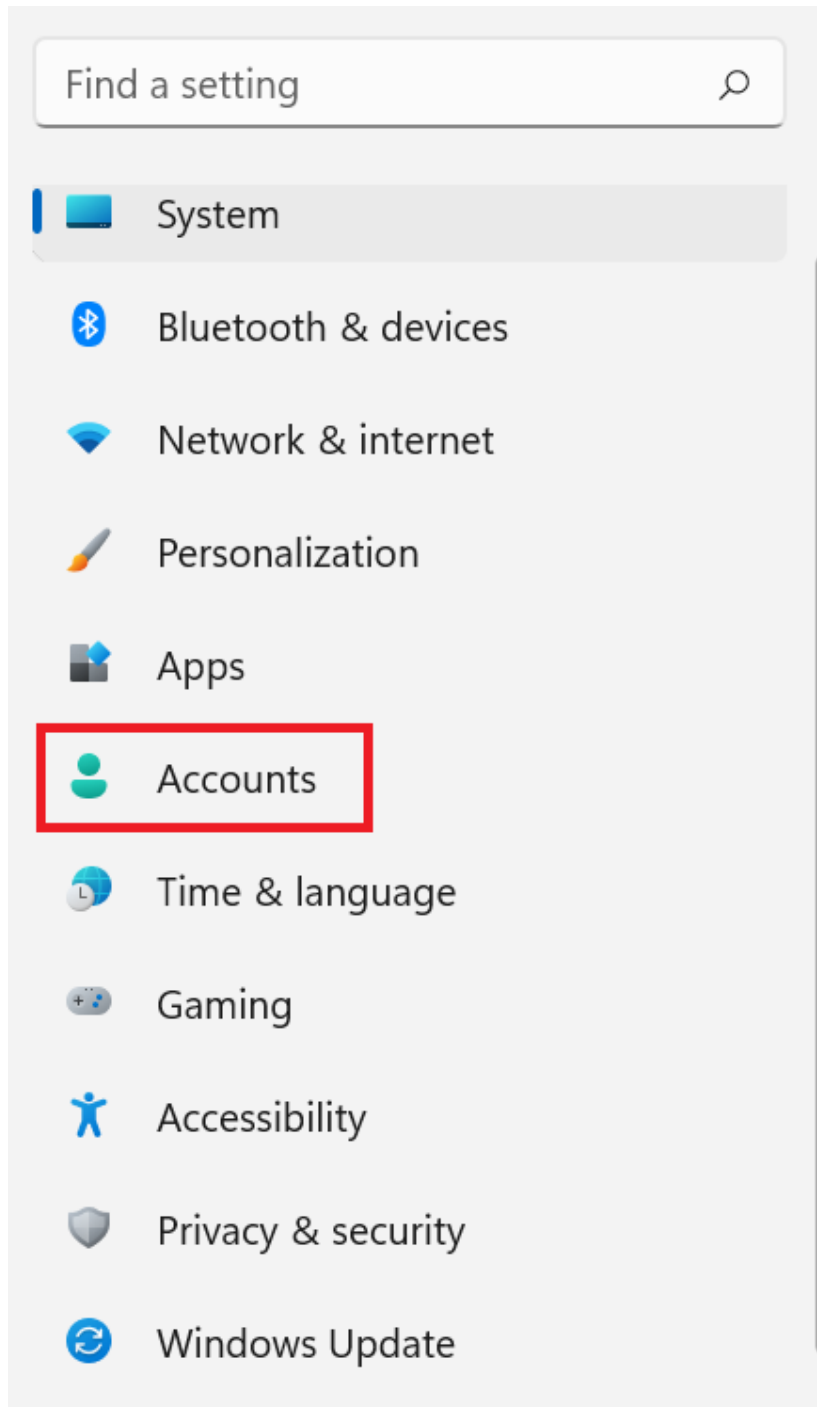 Find a setting
System
Bluetooth & devices
Network & internet
Personalization
Apps
Accounts
Time & language
Gaming
Accessibility
Privacy & security
Windows Update